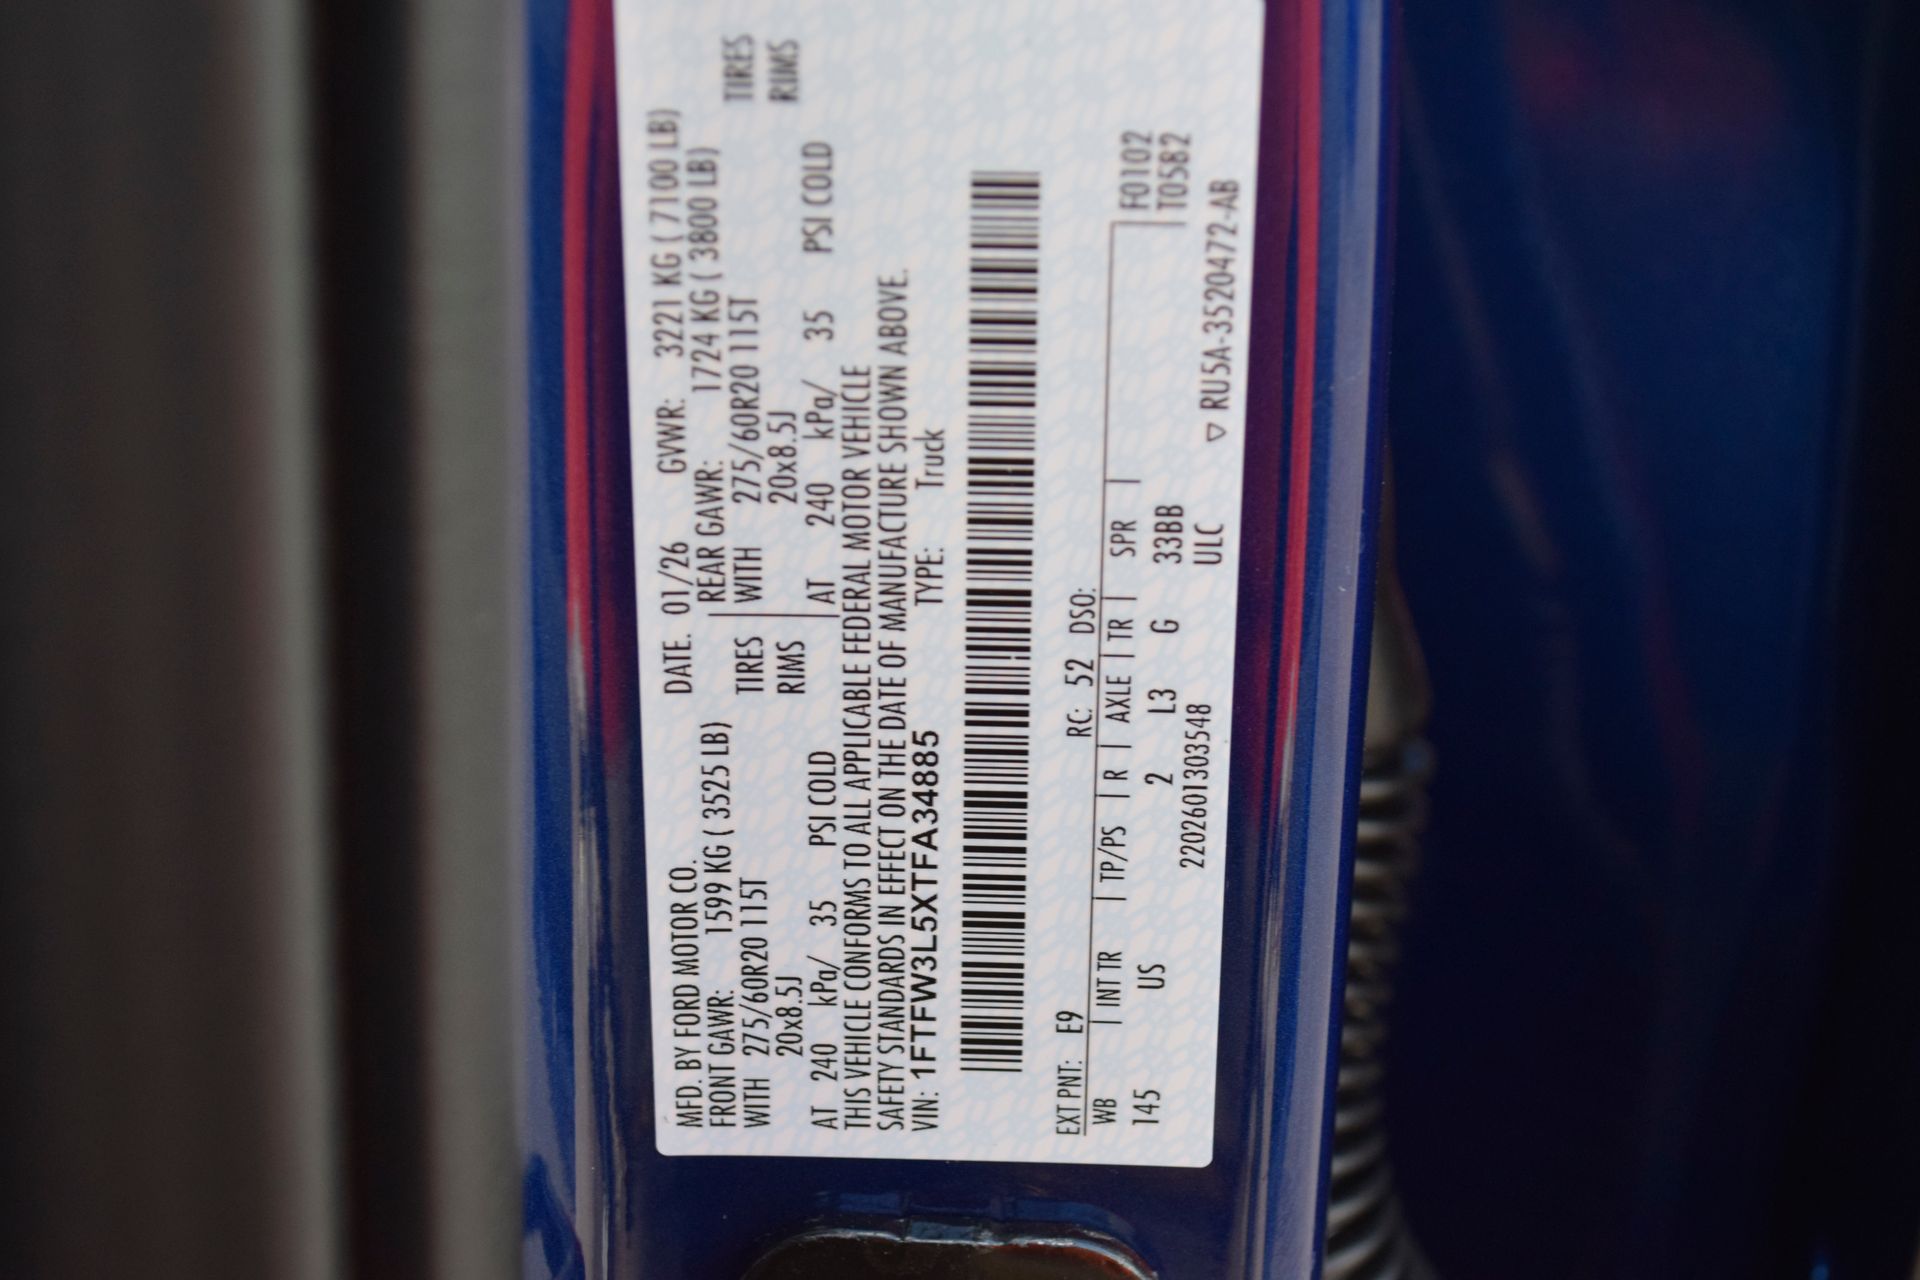 MFD. BY FORD MOTOR CO. DATE. 01/26 GVWR: 3221 KG ( 7100 LB)
FRONT GAWR: 1599 KG ( 3525 LB) REAR GAWR: 1724 KG ( 3800 LB)
WITH 275/60R20 115T TIRES WITH 275/60R20 115T TIRES
20x8.5J RIMS 20x8.5J RIMS
AT 240 kPa/ 35 PSI COLD AT 240 kPa/ 35 PSI COLD
THIS VEHICLE CONFORMS TO ALL APPLICABLE FEDERAL MOTOR VEHICLE
SAFETY STANDARDS IN EFFECT ON THE DATE OF MANUFACTURE SHOWN ABOVE.
VIN: 1FTFW3L5XTFA34885 TYPE: Truck
EXT PNT: E9 RC: 52 DSO:
WB | INT TR | TP/PS | R | AXLE | TR | SPR | F0102
145 US 2 L3 G 33BB T05B2
2202601303548 ULC
▽ RU5A-3520472-AB